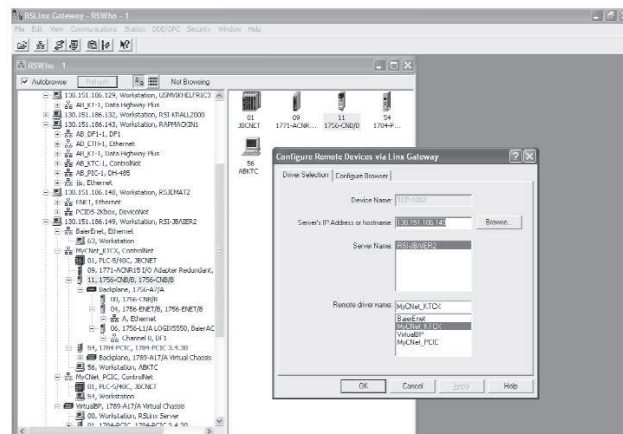 RSLinx Gateway - RSWho - 1
File Edit View Communications Station DDE/OPC Security Window Help
RSWho - 1
Autobrowse Refresh Not Browsing
130.151.106.129, Workstation,
AB_KT-1, Data Highway Plus
130.151.106.132, Workstation, RSI-KRALL2000
130.151.106.143, Workstation, RAPMACKIN1
AB_DF1-1, DF1
AB_ETH-1, Ethernet
AB_KT-1, Data Highway Plus
AB_KTC-1, ControlNet
AB_PIC-1, DH-485
Ethernet
130.151.106.148, Workstation, RSJEMATZ
ENET, Ethernet
DeviceNet
130.151.106.149, Workstation, RSI-JBAIER2
BaierEnet, Ethernet
63, Workstation
MyCNet_KTCX, ControlNet
01, PLC-5/40C, JBCNET
09, 1771-ACNR15 I/O Adapter Redundant,
11, 1756-CNB/B, 1756-CNB/B
Backplane, 1756-A7/A
00, 1756-CNB/B
04, 1756-ENET/B, 1756-ENET/B
A, Ethernet
06, 1756-L1/A LOGIX5550, BaierAC
Channel 0, DF1
54, 1784-PCIC, 1784-PCIC 3.4.30
Backplane, 1789-A17/A Virtual Chassis
56, Workstation, ABKTC
MyCNet_PCIC, ControlNet
01, PLC-5/40C, JBCNET
54, Workstation
VirtualBP, 1789-A17/A Virtual Chassis
00, Workstation, RSLinx Server
01, 1784-PCIC, 1784-PCIC 3.4.30
01
JBCNET
09
1771-ACNR...
11
1756-CNB/B
54
1784-P...
56
ABKTC
Configure Remote Devices via Linx Gateway
Driver Selection Configure Browser
Device Name: TCP-1002
Server's IP Address or hostname: 130.151.106.149 Browse...
Server Name: RSI-JBAIER2
Remote driver name: MyCNet_KTCX
BaierEnet
MyCNet_KTCX
VirtualBP
MyCNet_PCIC
OK Cancel Apply Help